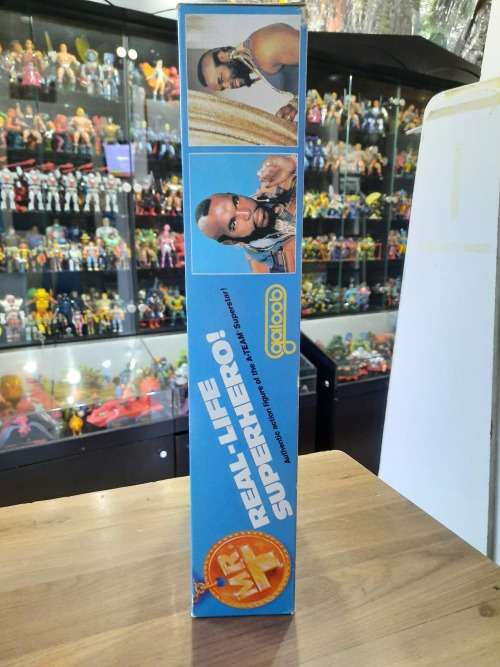 galoob
REAL-LIFE
SUPERHERO!
Authentic action figure of the A-TEAM Superstar!
MR.
T